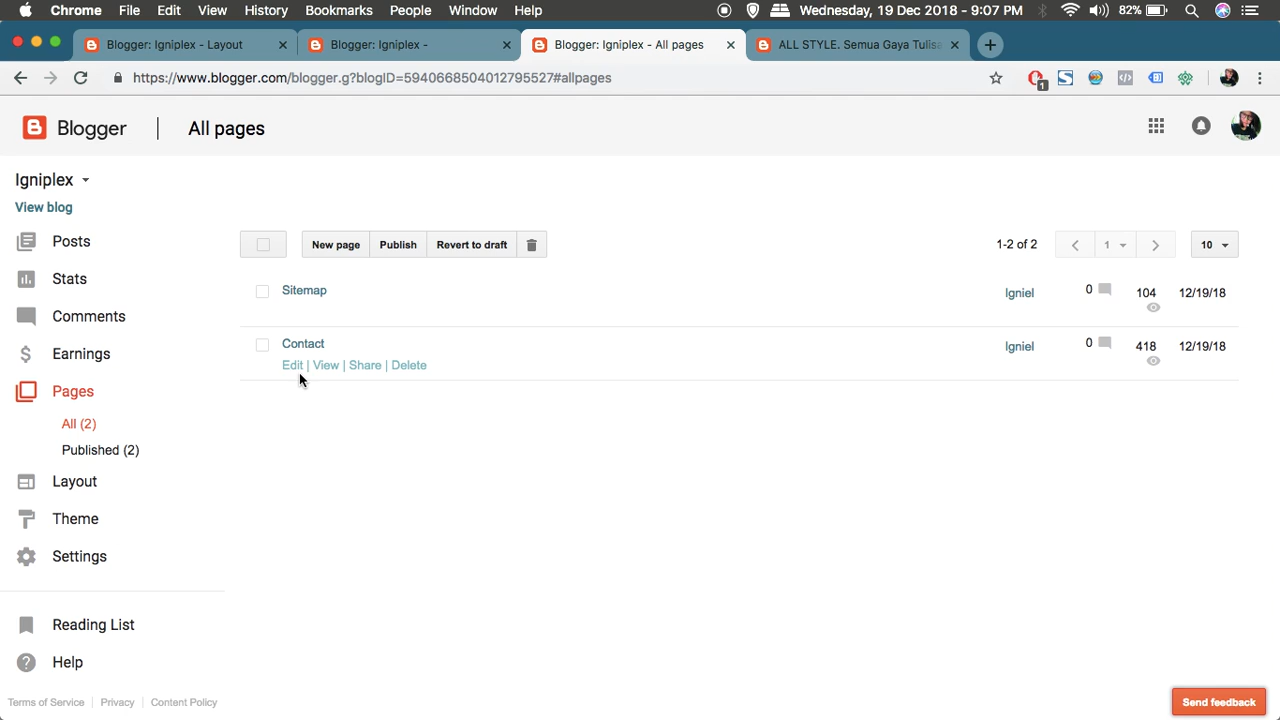 Chrome File Edit View History Bookmarks People Window Help Wednesday, 19 Dec 2018 - 9:07 PM 82%
Blogger: Igniplex - Layout
Blogger: Igniplex -
Blogger: Igniplex - All pages
ALL STYLE. Semua Gaya Tulisa
https://www.blogger.com/blogger.g?blogID=5940668504012795527#allpages
1
Blogger All pages
Igniplex
View blog
Posts
Stats
Comments
Earnings
Pages
All (2)
Published (2)
Layout
Theme
Settings
Reading List
Help
Terms of Service Privacy Content Policy
New page Publish Revert to draft 1-2 of 2 1 10
Sitemap Igniel 0 104 12/19/18
Contact Igniel 0 418 12/19/18
Edit | View | Share | Delete
Send feedback